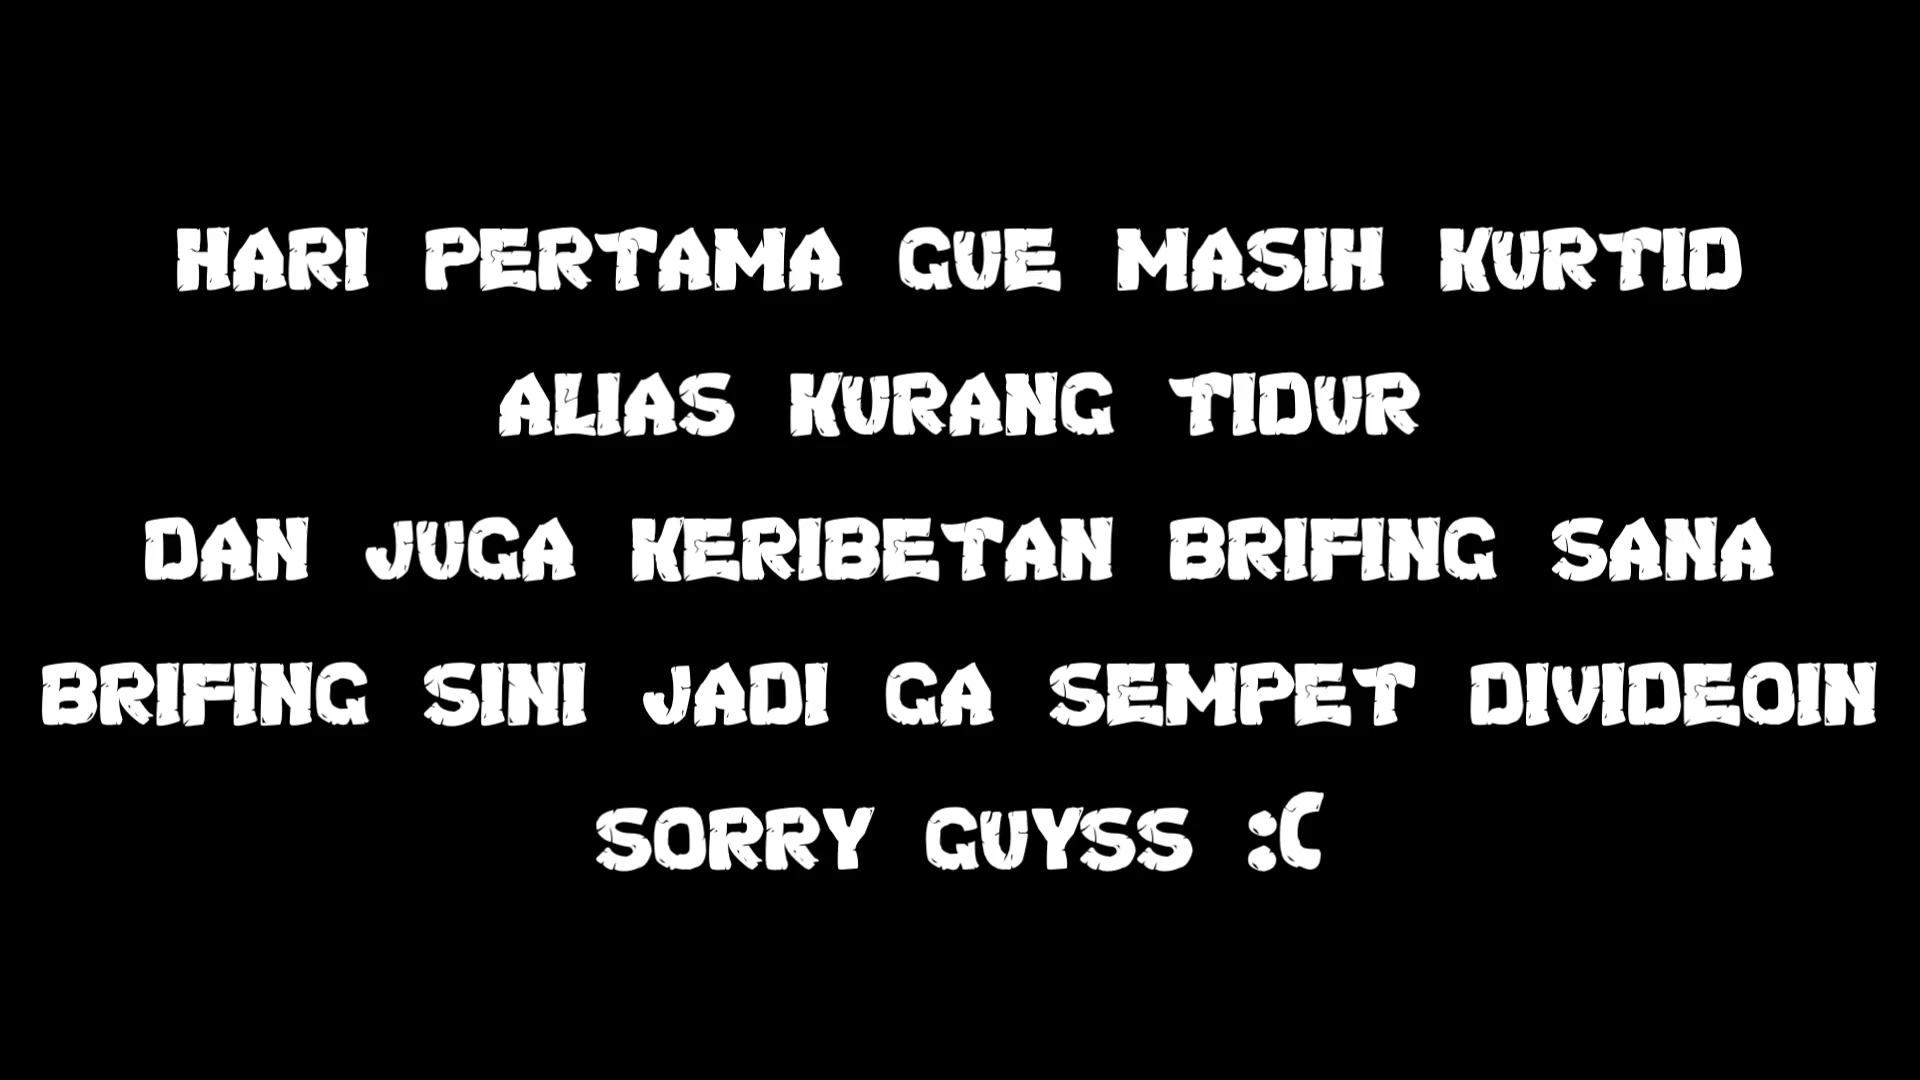 HARI PERTAMA GUE MASIH KURTID
ALIAS KURANG TIDUR
DAN JUGA KERIBETAN BRIFING SANA
BRIFING SINI JADI GA SEMPET DIVIDEOIN
SORRY GUYSS :(